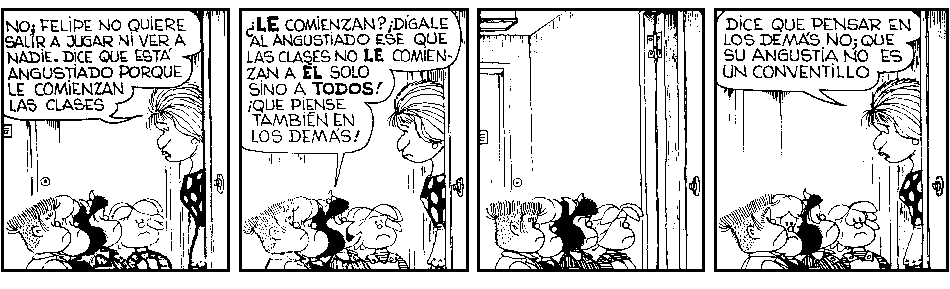 NO; FELIPE NO QUIERE
SALIR A JUGAR NI VER A
NADIE. DICE QUE ESTÁ
ANGUSTIADO PORQUE
LE COMIENZAN
LAS CLASES
¿LE COMIENZAN? ¡DÍGALE
AL ANGUSTIADO ESE QUE
LAS CLASES NO LE COMIEN-
ZAN A ÉL SOLO
SINO A TODOS!
¡QUE PIENSE
TAMBIÉN EN
LOS DEMÁS!
DICE QUE PENSAR EN
LOS DEMÁS NO; QUE
SU ANGUSTIA NO ES
UN CONVENTILLO